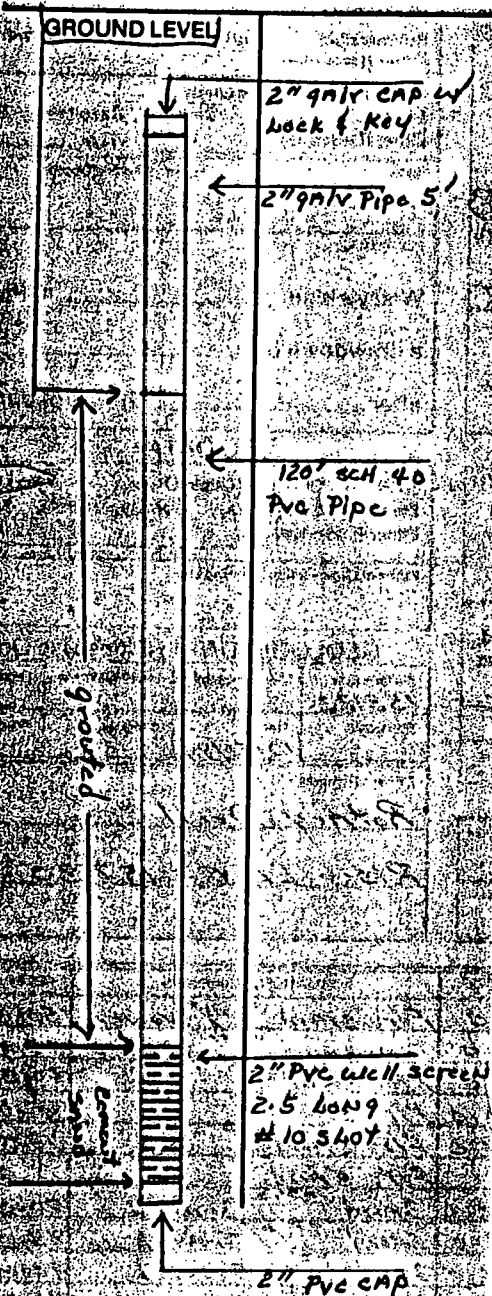 GROUND LEVEL
2" galv. CAP w/
Lock & Key
2" galv. Pipe 5'
120' SCH 40
Pvc Pipe
grouted
2" Pvc well screen
2.5 Long
# 10 SLOT
sand
2" Pvc CAP